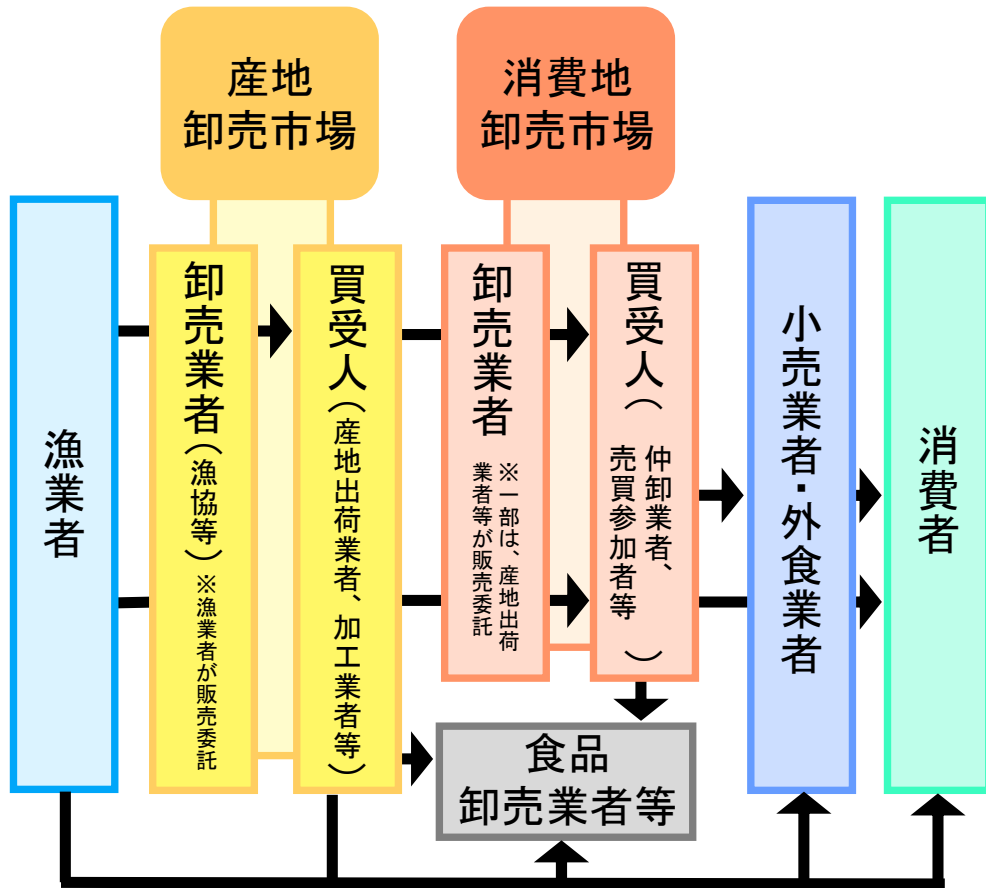 産地
卸売市場
消費地
卸売市場
漁業者
卸売業者(漁協等)※漁業者が販売委託
買受人(産地出荷業者、加工業者等)
卸売業者
※一部は、産地出荷
業者等が販売委託
買受人(
仲卸業者、
売買参加者等
)
小売業者・外食業者
消費者
食品
卸売業者等